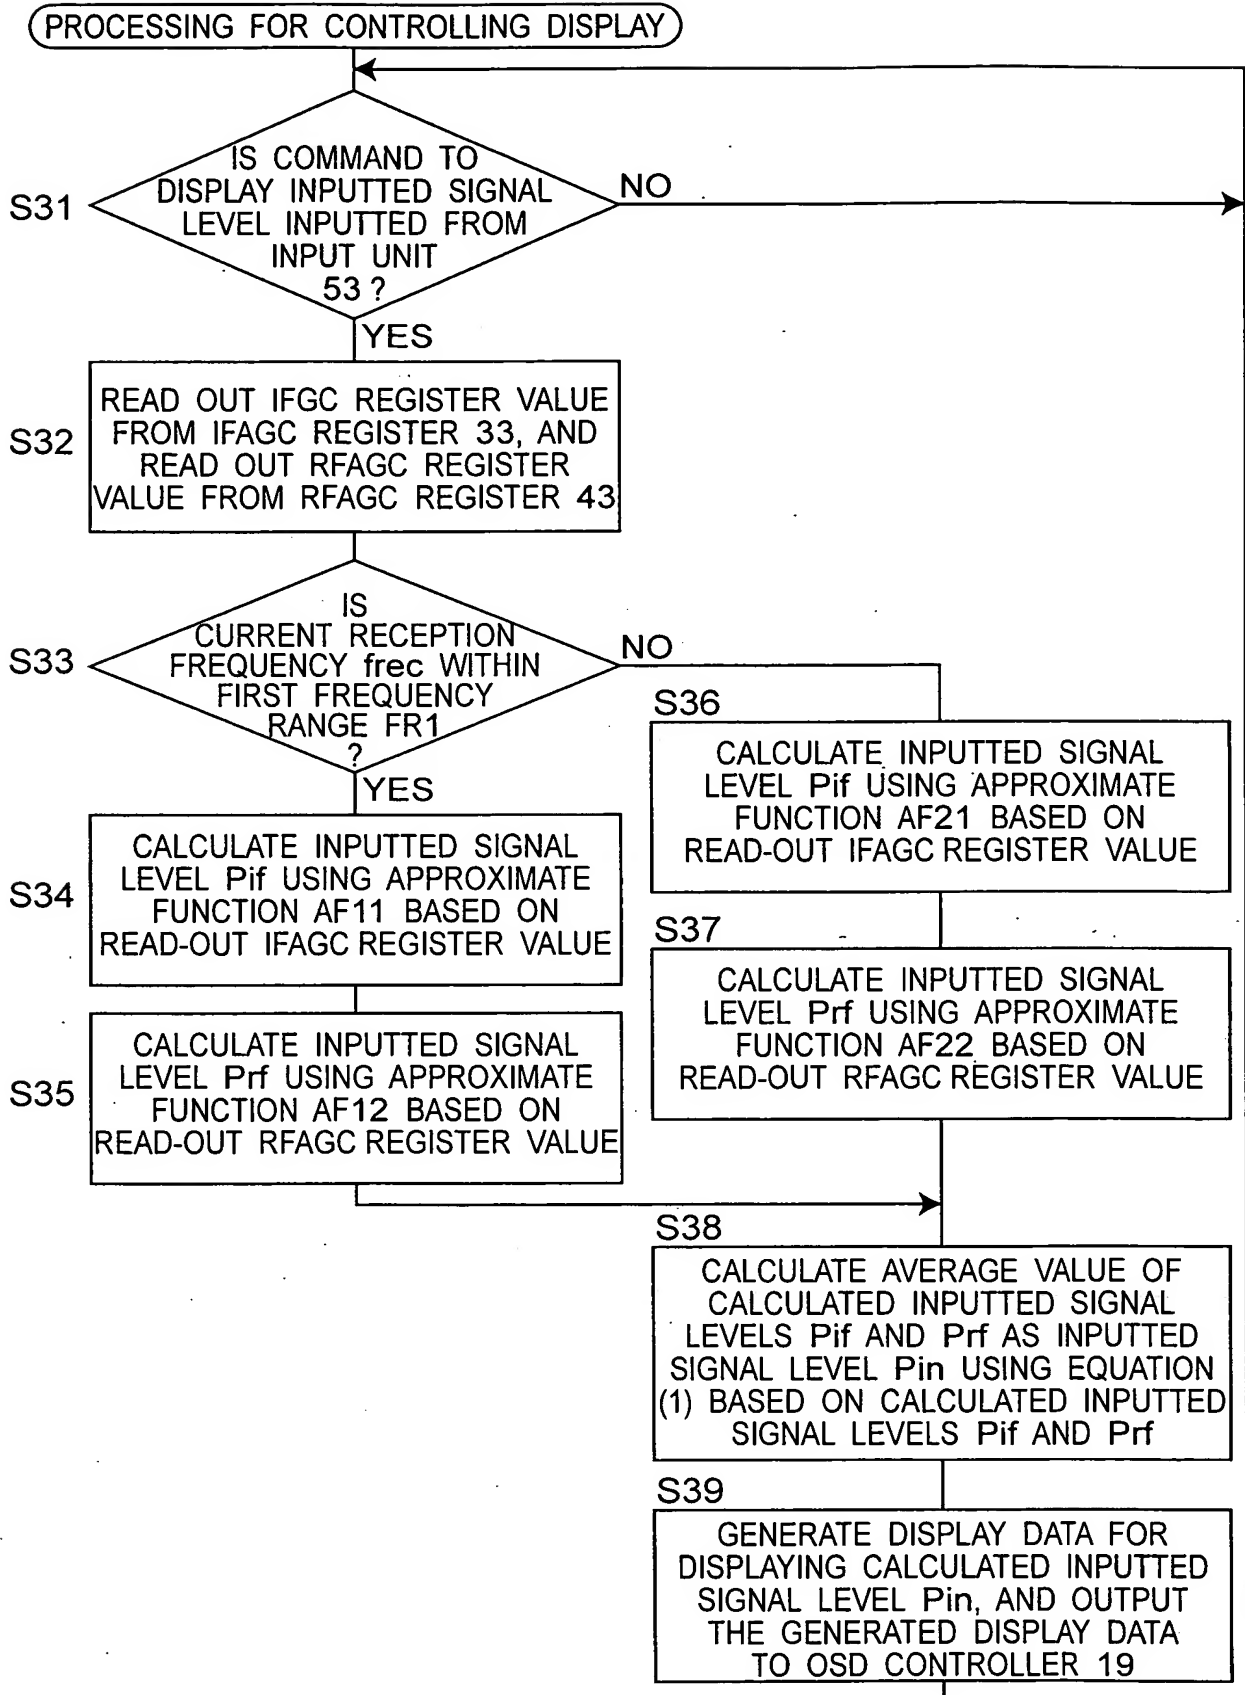 PROCESSING FOR CONTROLLING DISPLAY
S31
IS COMMAND TO
DISPLAY INPUTTED SIGNAL
LEVEL INPUTTED FROM
INPUT UNIT
53 ?
NO
YES
S32
READ OUT IFGC REGISTER VALUE
FROM IFAGC REGISTER 33, AND
READ OUT RFAGC REGISTER
VALUE FROM RFAGC REGISTER 43
S33
IS
CURRENT RECEPTION
FREQUENCY frec WITHIN
FIRST FREQUENCY
RANGE FR1
?
NO
YES
S34
CALCULATE INPUTTED SIGNAL
LEVEL Pif USING APPROXIMATE
FUNCTION AF11 BASED ON
READ-OUT IFAGC REGISTER VALUE
S35
CALCULATE INPUTTED SIGNAL
LEVEL Prf USING APPROXIMATE
FUNCTION AF12 BASED ON
READ-OUT RFAGC REGISTER VALUE
S36
CALCULATE INPUTTED SIGNAL
LEVEL Pif USING APPROXIMATE
FUNCTION AF21 BASED ON
READ-OUT IFAGC REGISTER VALUE
S37
CALCULATE INPUTTED SIGNAL
LEVEL Prf USING APPROXIMATE
FUNCTION AF22 BASED ON
READ-OUT RFAGC REGISTER VALUE
S38
CALCULATE AVERAGE VALUE OF
CALCULATED INPUTTED SIGNAL
LEVELS Pif AND Prf AS INPUTTED
SIGNAL LEVEL Pin USING EQUATION
(1) BASED ON CALCULATED INPUTTED
SIGNAL LEVELS Pif AND Prf
S39
GENERATE DISPLAY DATA FOR
DISPLAYING CALCULATED INPUTTED
SIGNAL LEVEL Pin, AND OUTPUT
THE GENERATED DISPLAY DATA
TO OSD CONTROLLER 19